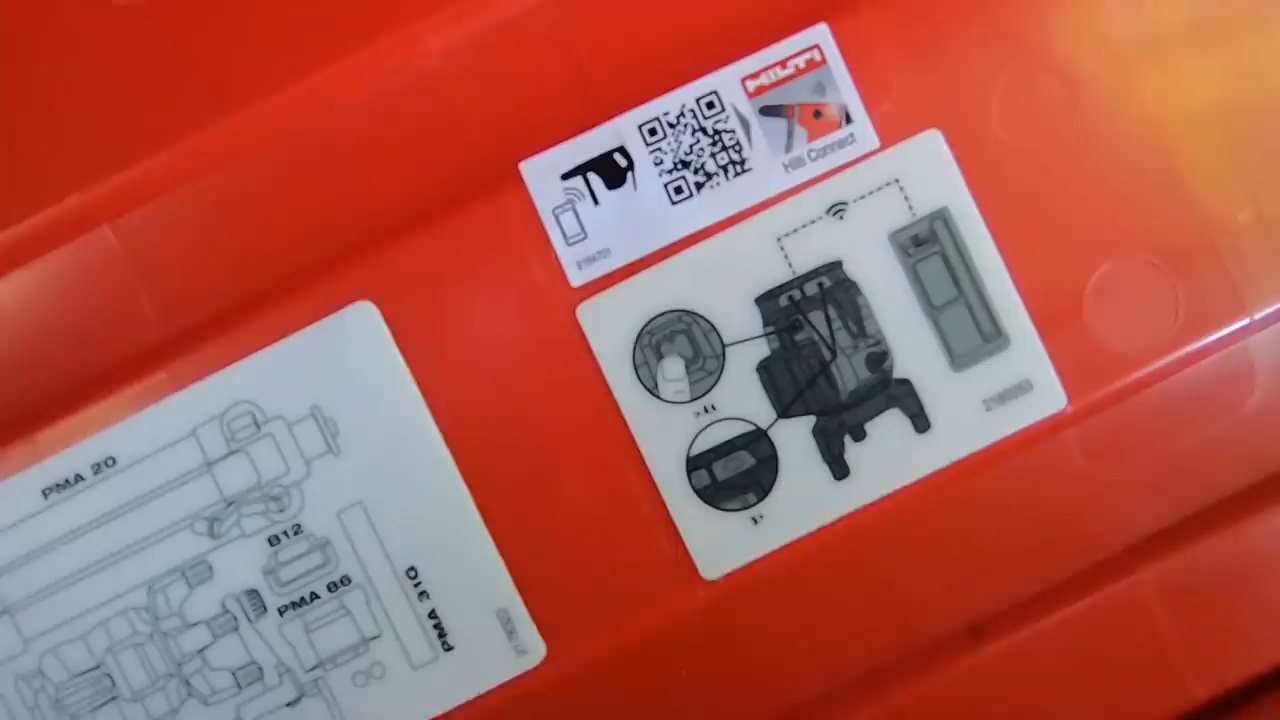 HILTI
Hilti Connect
PMA 20
B12
PMA 86
PMA 31G